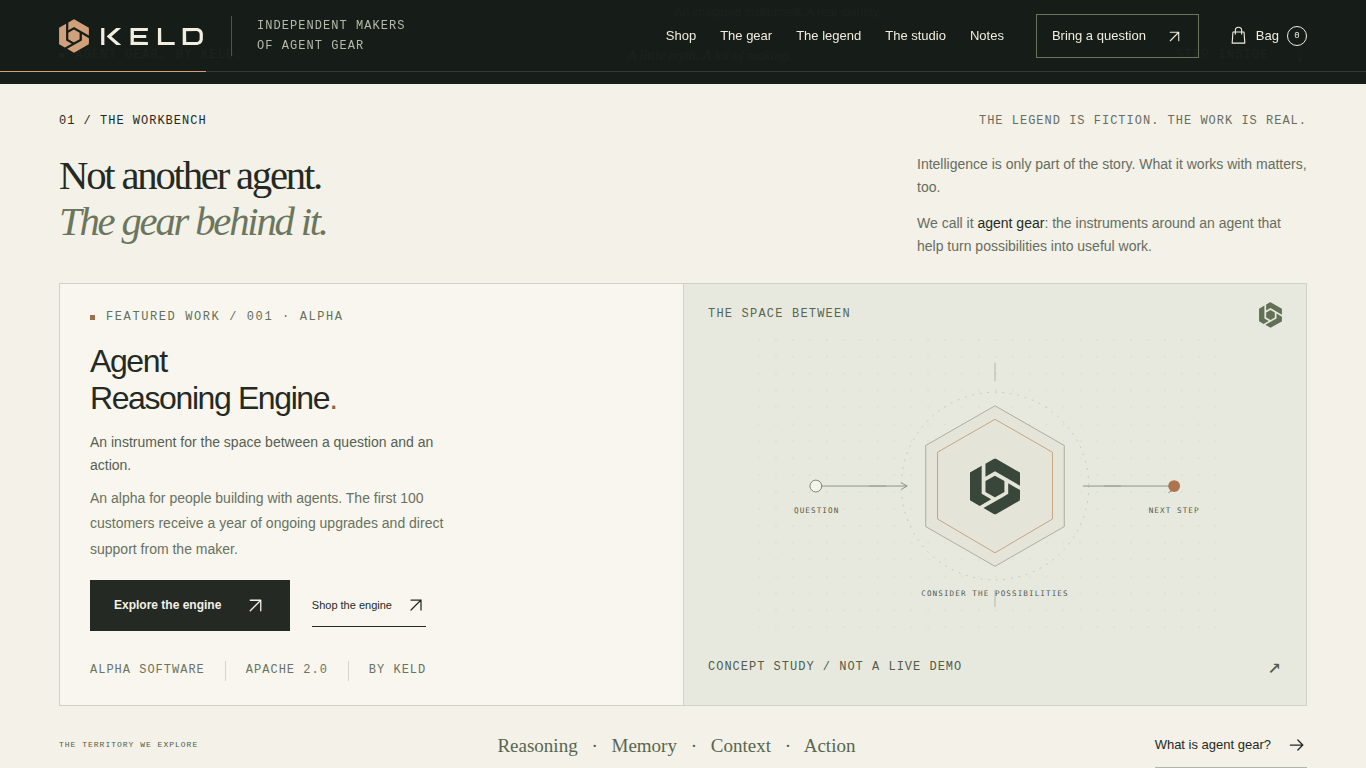 KELD
INDEPENDENT MAKERS
OF AGENT GEAR
Shop
The gear
The legend
The studio
Notes
Bring a question
Bag
0
01 / THE WORKBENCH
THE LEGEND IS FICTION. THE WORK IS REAL.
Not another agent.
The gear behind it.
Intelligence is only part of the story. What it works with matters,
too.
We call it agent gear: the instruments around an agent that
help turn possibilities into useful work.
FEATURED WORK / 001 · ALPHA
Agent
Reasoning Engine.
An instrument for the space between a question and an
action.
An alpha for people building with agents. The first 100
customers receive a year of ongoing upgrades and direct
support from the maker.
Explore the engine
Shop the engine
ALPHA SOFTWARE
APACHE 2.0
BY KELD
THE SPACE BETWEEN
QUESTION
NEXT STEP
CONSIDER THE POSSIBILITIES
CONCEPT STUDY / NOT A LIVE DEMO
THE TERRITORY WE EXPLORE
Reasoning · Memory · Context · Action
What is agent gear?